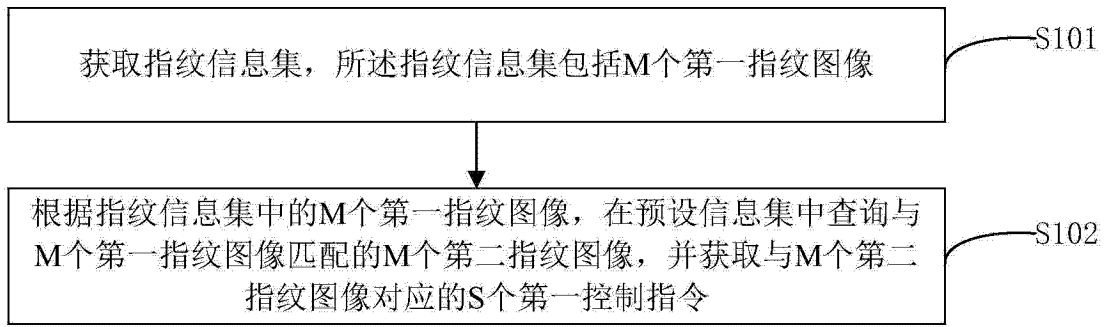 获取指纹信息集，所述指纹信息集包括M个第一指纹图像
S101
根据指纹信息集中的M个第一指纹图像，在预设信息集中查询与
M个第一指纹图像匹配的M个第二指纹图像，并获取与M个第二
指纹图像对应的S个第一控制指令
S102